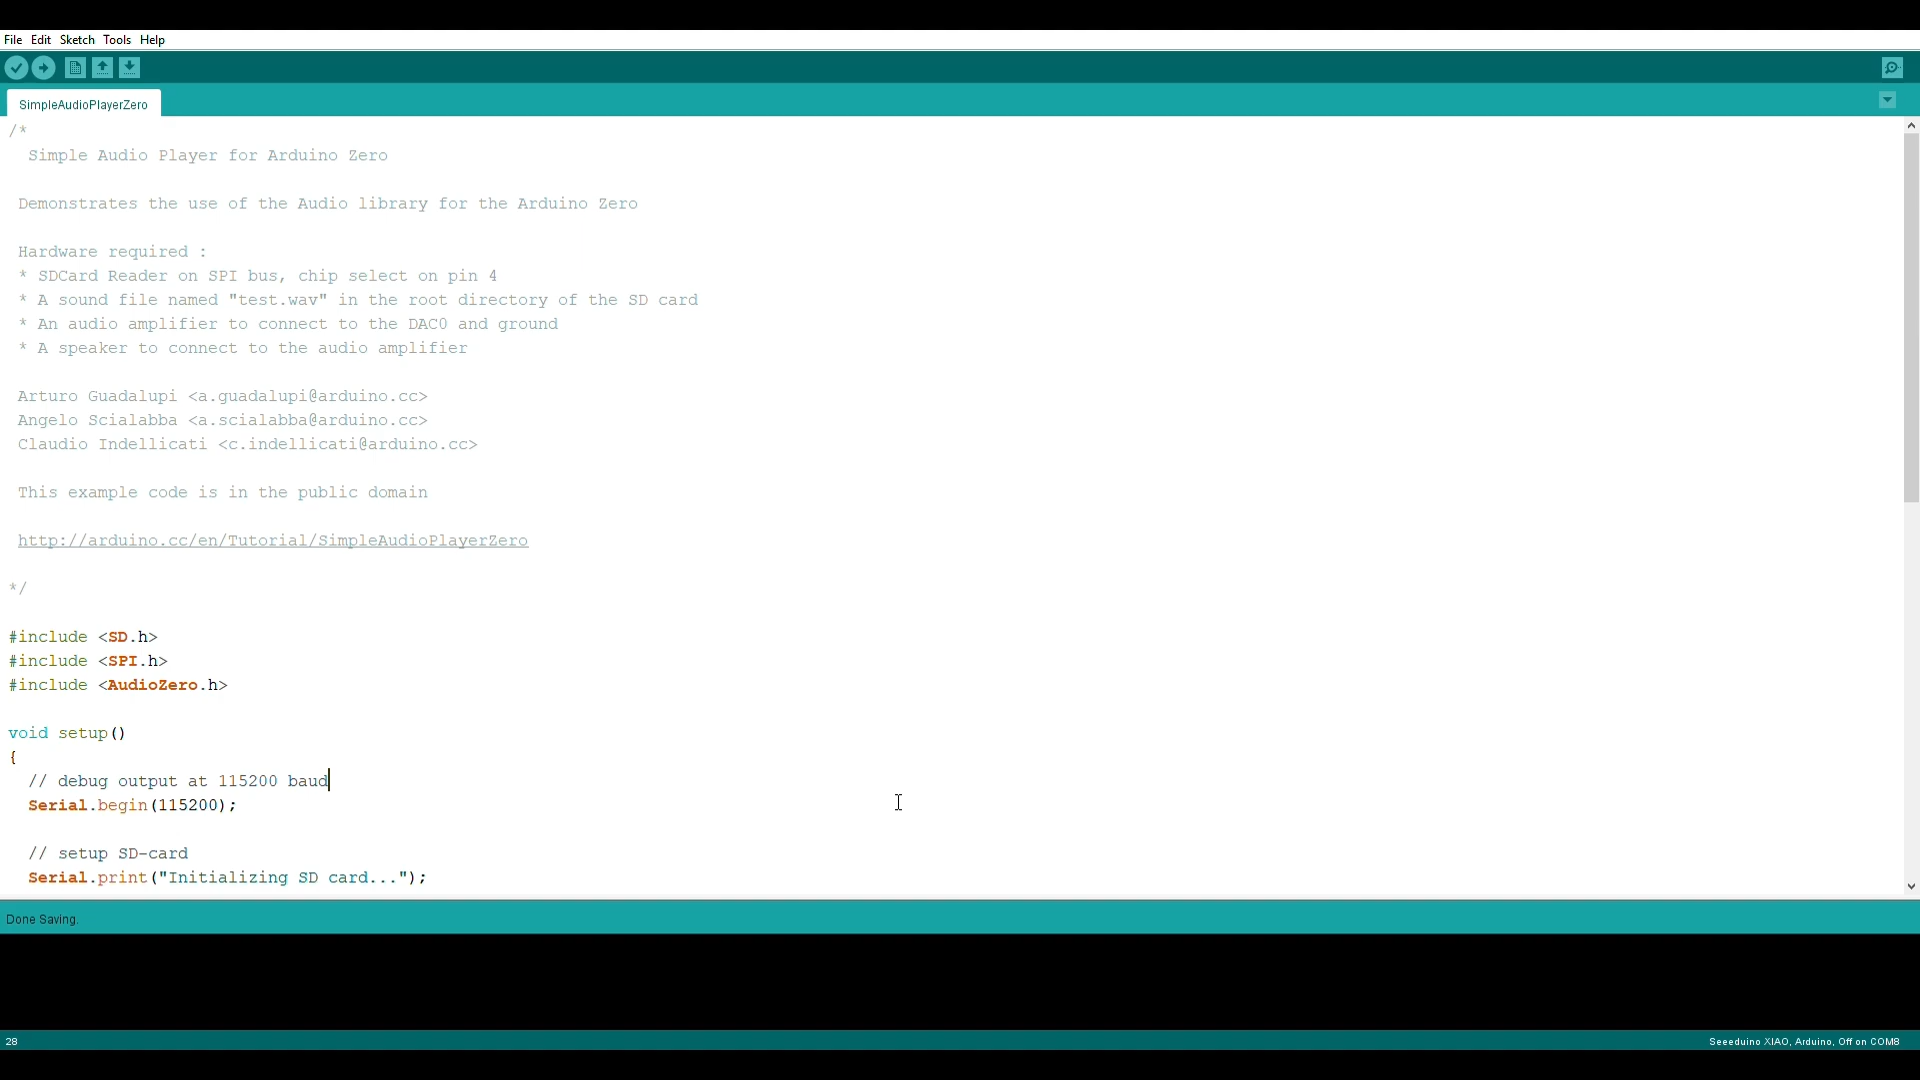 File Edit Sketch Tools Help
SimpleAudioPlayerZero
/*
Simple Audio Player for Arduino Zero
Demonstrates the use of the Audio library for the Arduino Zero
Hardware required :
* SDCard Reader on SPI bus, chip select on pin 4
* A sound file named "test.wav" in the root directory of the SD card
* An audio amplifier to connect to the DAC0 and ground
* A speaker to connect to the audio amplifier
Arturo Guadalupi <a.guadalupi@arduino.cc>
Angelo Scialabba <a.scialabba@arduino.cc>
Claudio Indellicati <c.indellicati@arduino.cc>
This example code is in the public domain
http://arduino.cc/en/Tutorial/SimpleAudioPlayerZero
*/
#include <SD.h>
#include <SPI.h>
#include <AudioZero.h>
void setup()
{
// debug output at 115200 baud
Serial.begin(115200);
// setup SD-card
Serial.print("Initializing SD card...");
Done Saving.
28
Seeeduino XIAO, Arduino, Off on COM8